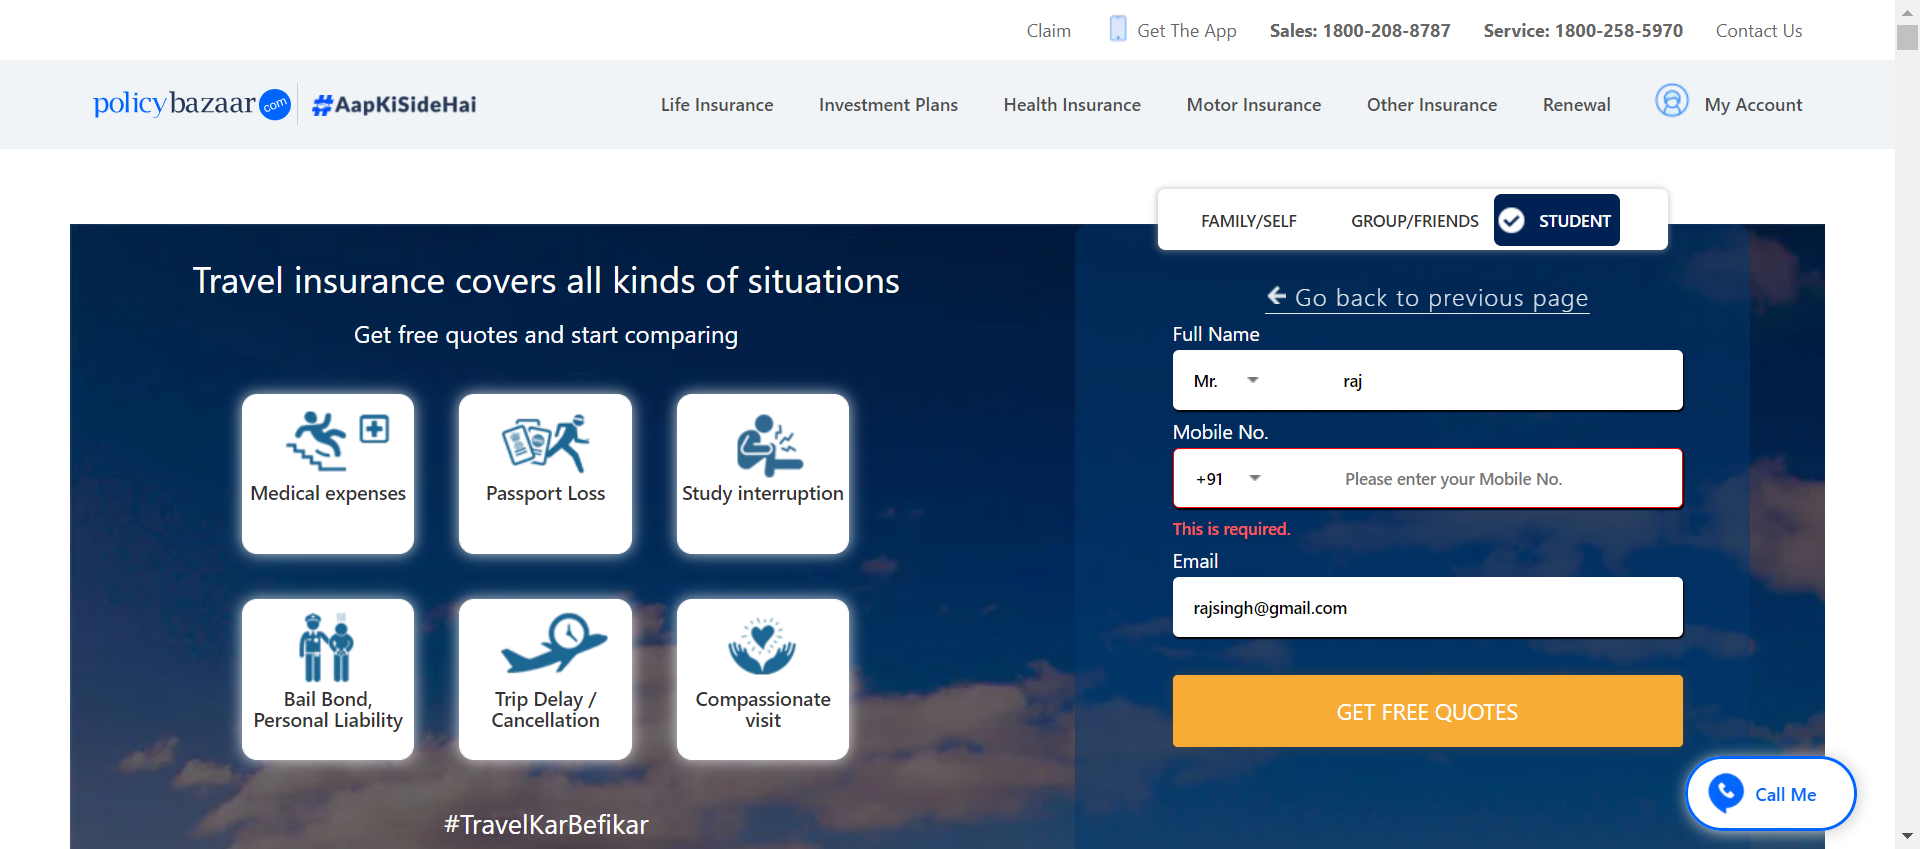 Claim Get The App Sales: 1800-208-8787 Service: 1800-258-5970 Contact Us
policybazaar.com #AapKiSideHai Life Insurance Investment Plans Health Insurance Motor Insurance Other Insurance Renewal My Account
FAMILY/SELF GROUP/FRIENDS STUDENT
Travel insurance covers all kinds of situations
Get free quotes and start comparing
Medical expenses Passport Loss Study interruption
Bail Bond,
Personal Liability
Trip Delay /
Cancellation
Compassionate
visit
#TravelKarBefikar
Go back to previous page
Full Name
Mr. raj
Mobile No.
+91 Please enter your Mobile No.
This is required.
Email
rajsingh@gmail.com
GET FREE QUOTES
Call Me